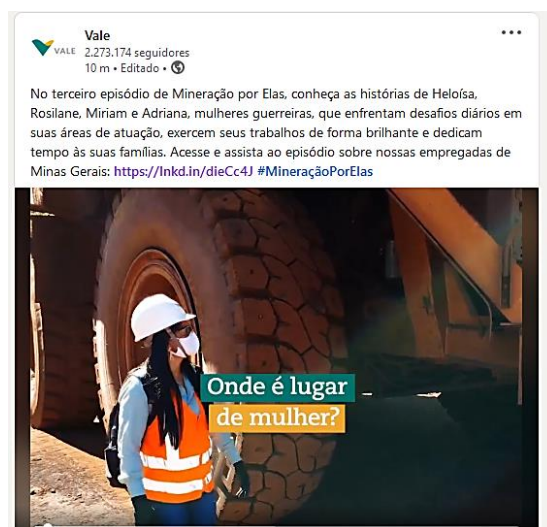 Vale
VALE
2.273.174 seguidores
10 m • Editado •
No terceiro episódio de Mineração por Elas, conheça as histórias de Heloísa,
Rosilane, Miriam e Adriana, mulheres guerreiras, que enfrentam desafios diários em
suas áreas de atuação, exercem seus trabalhos de forma brilhante e dedicam
tempo às suas famílias. Acesse e assista ao episódio sobre nossas empregadas de
Minas Gerais: https://lnkd.in/dieCc4J #MineraçãoPorElas
Onde é lugar
de mulher?